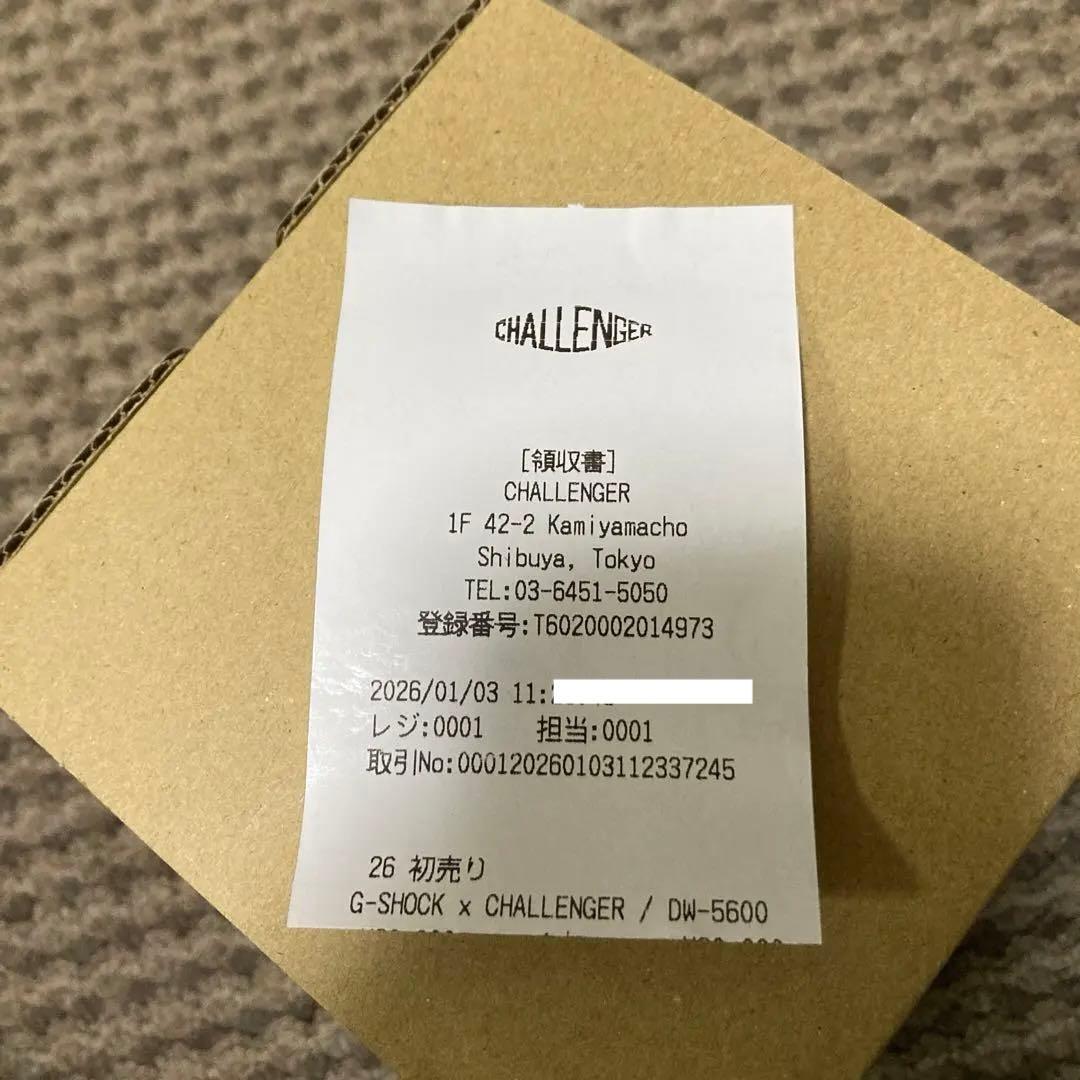 CHALLENGER
[領収書]
CHALLENGER
1F 42-2 Kamiyamacho
Shibuya, Tokyo
TEL:03-6451-5050
登録番号:T6020002014973
2026/01/03 11:
レジ:0001 担当:0001
取引No:000120260103112337245
26 初売り
G-SHOCK x CHALLENGER / DW-5600